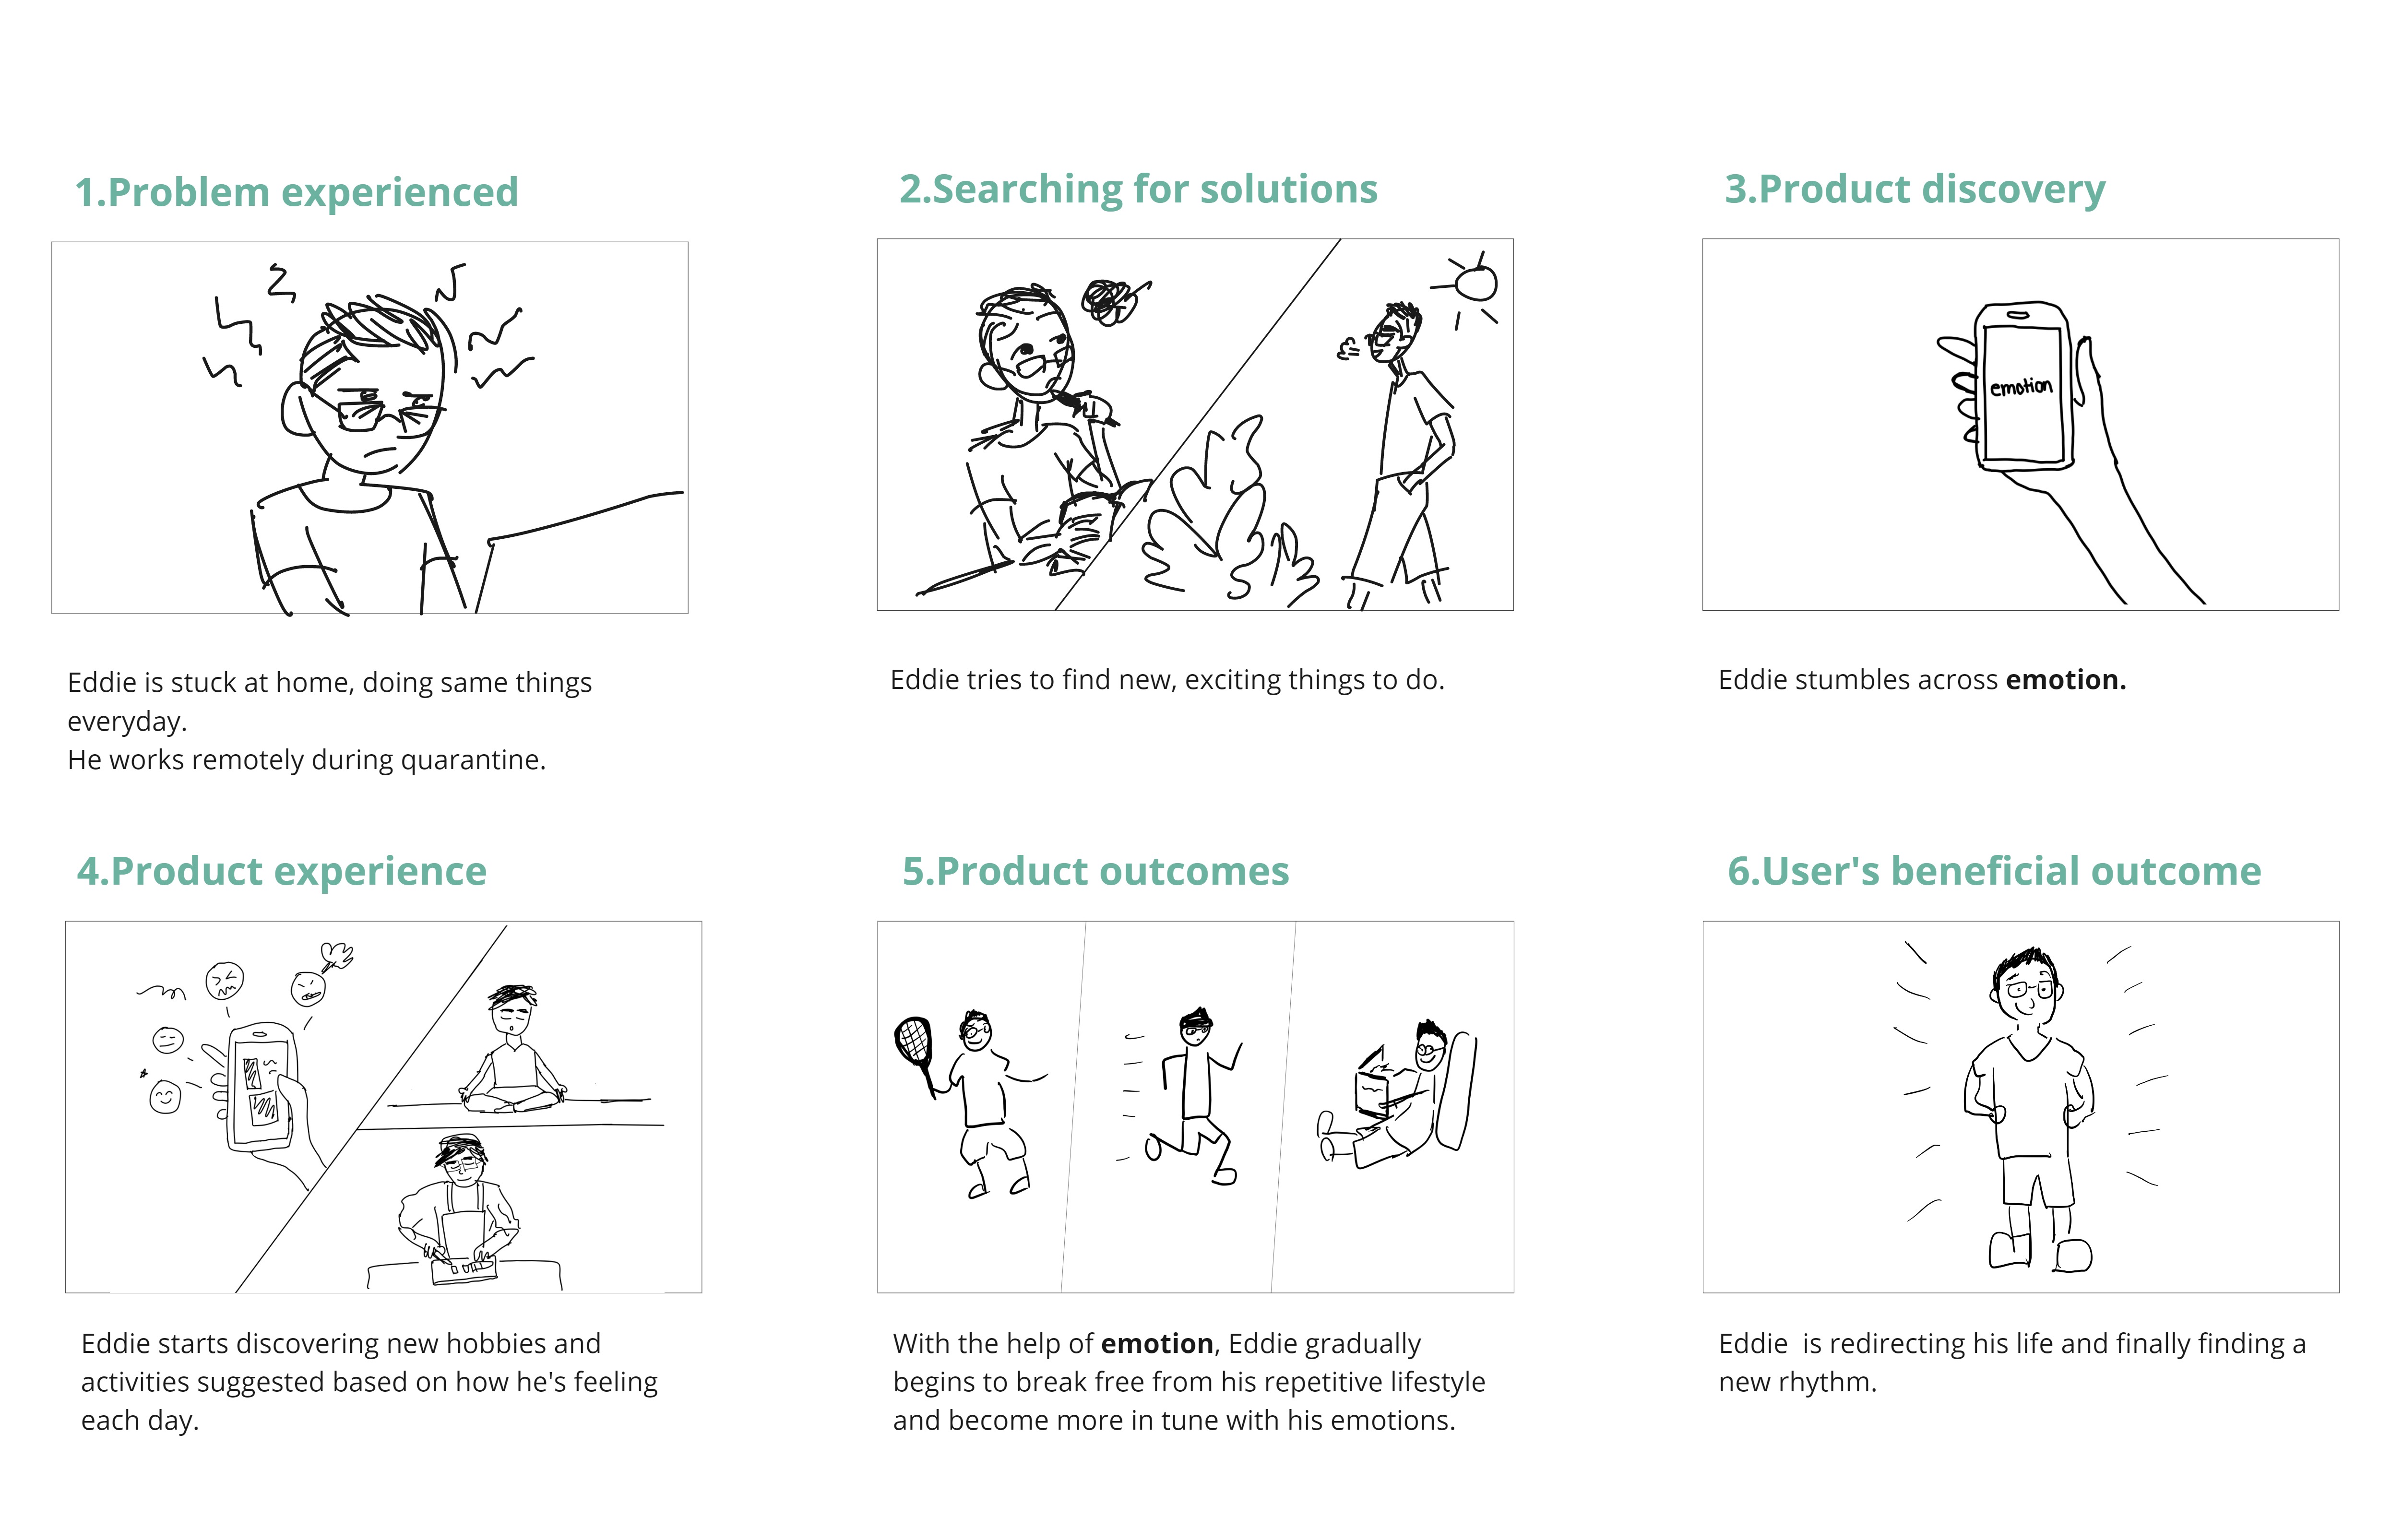 1.Problem experienced
2.Searching for solutions
3.Product discovery
emotion
Eddie is stuck at home, doing same things
everyday.
He works remotely during quarantine.
Eddie tries to find new, exciting things to do.
Eddie stumbles across emotion.
4.Product experience
5.Product outcomes
6.User's beneficial outcome
Eddie starts discovering new hobbies and
activities suggested based on how he's feeling
each day.
With the help of emotion, Eddie gradually
begins to break free from his repetitive lifestyle
and become more in tune with his emotions.
Eddie  is redirecting his life and finally finding a
new rhythm.